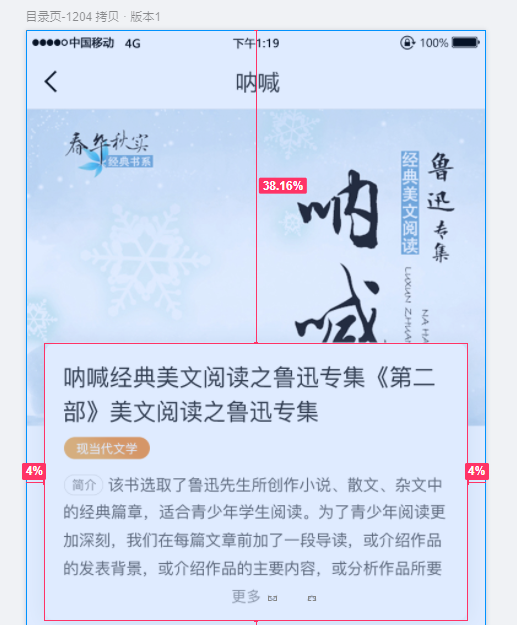 目录页-1204 拷贝 · 版本1
中国移动 4G 下午1:19 100%
呐喊
春华秋实
经典书系
38.16%
呐喊
经典美文阅读
鲁迅专集
LUXUN ZHUAN
NA HA
呐喊经典美文阅读之鲁迅专集《第二
部》美文阅读之鲁迅专集
现当代文学
4%
4%
简介 该书选取了鲁迅先生所创作小说、散文、杂文中
的经典篇章，适合青少年学生阅读。为了青少年阅读更
加深刻，我们在每篇文章前加了一段导读，或介绍作品
的发表背景，或介绍作品的主要内容，或分析作品所要
更多